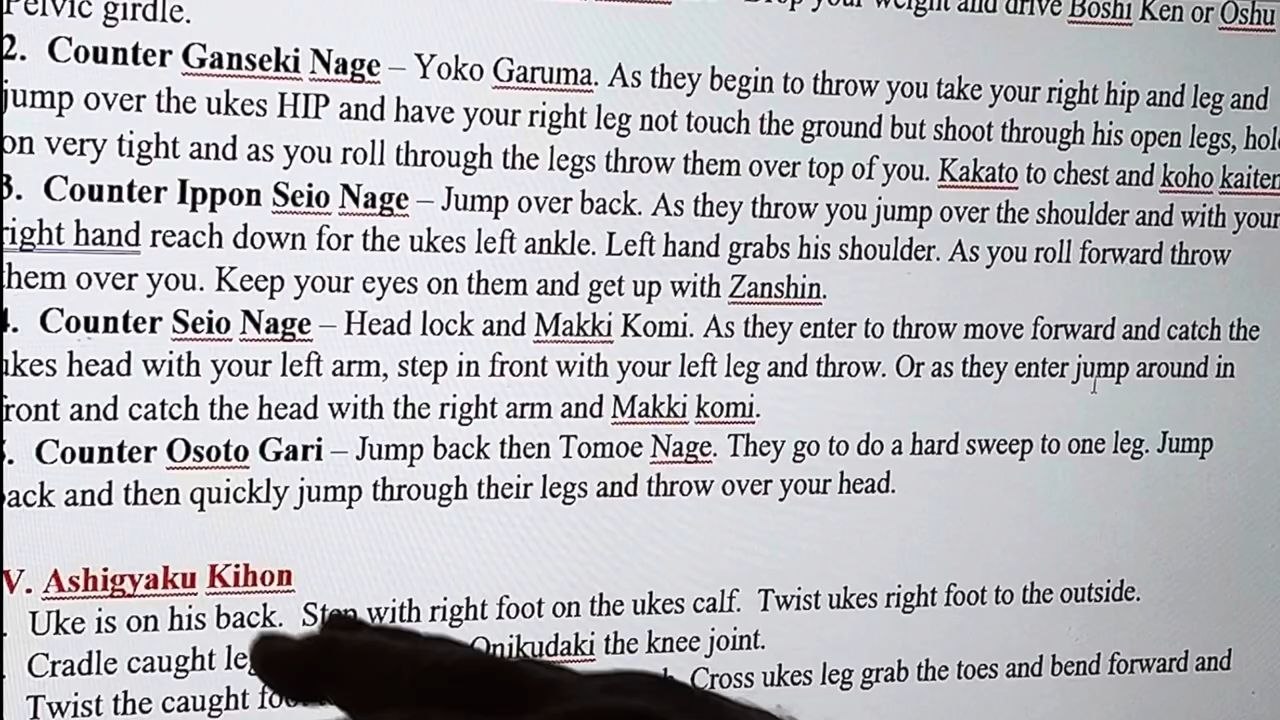 Pelvic girdle.
Drop your weight and drive Boshi Ken or Oshu
2. Counter Ganseki Nage – Yoko Garuma. As they begin to throw you take your right hip and leg and
jump over the ukes HIP and have your right leg not touch the ground but shoot through his open legs, hol
on very tight and as you roll through the legs throw them over top of you. Kakato to chest and koho kaiten
3. Counter Ippon Seio Nage – Jump over back. As they throw you jump over the shoulder and with your
right hand reach down for the ukes left ankle. Left hand grabs his shoulder. As you roll forward throw
hem over you. Keep your eyes on them and get up with Zanshin.
. Counter Seio Nage – Head lock and Makki Komi. As they enter to throw move forward and catch the
ukes head with your left arm, step in front with your left leg and throw. Or as they enter jump around in
front and catch the head with the right arm and Makki komi.
. Counter Osoto Gari – Jump back then Tomoe Nage. They go to do a hard sweep to one leg. Jump
ack and then quickly jump through their legs and throw over your head.
V. Ashigyaku Kihon
Uke is on his back. Step with right foot on the ukes calf. Twist ukes right foot to the outside.
Cradle caught Onikudaki the knee joint.
Twist the caught Cross ukes leg grab the toes and bend forward and